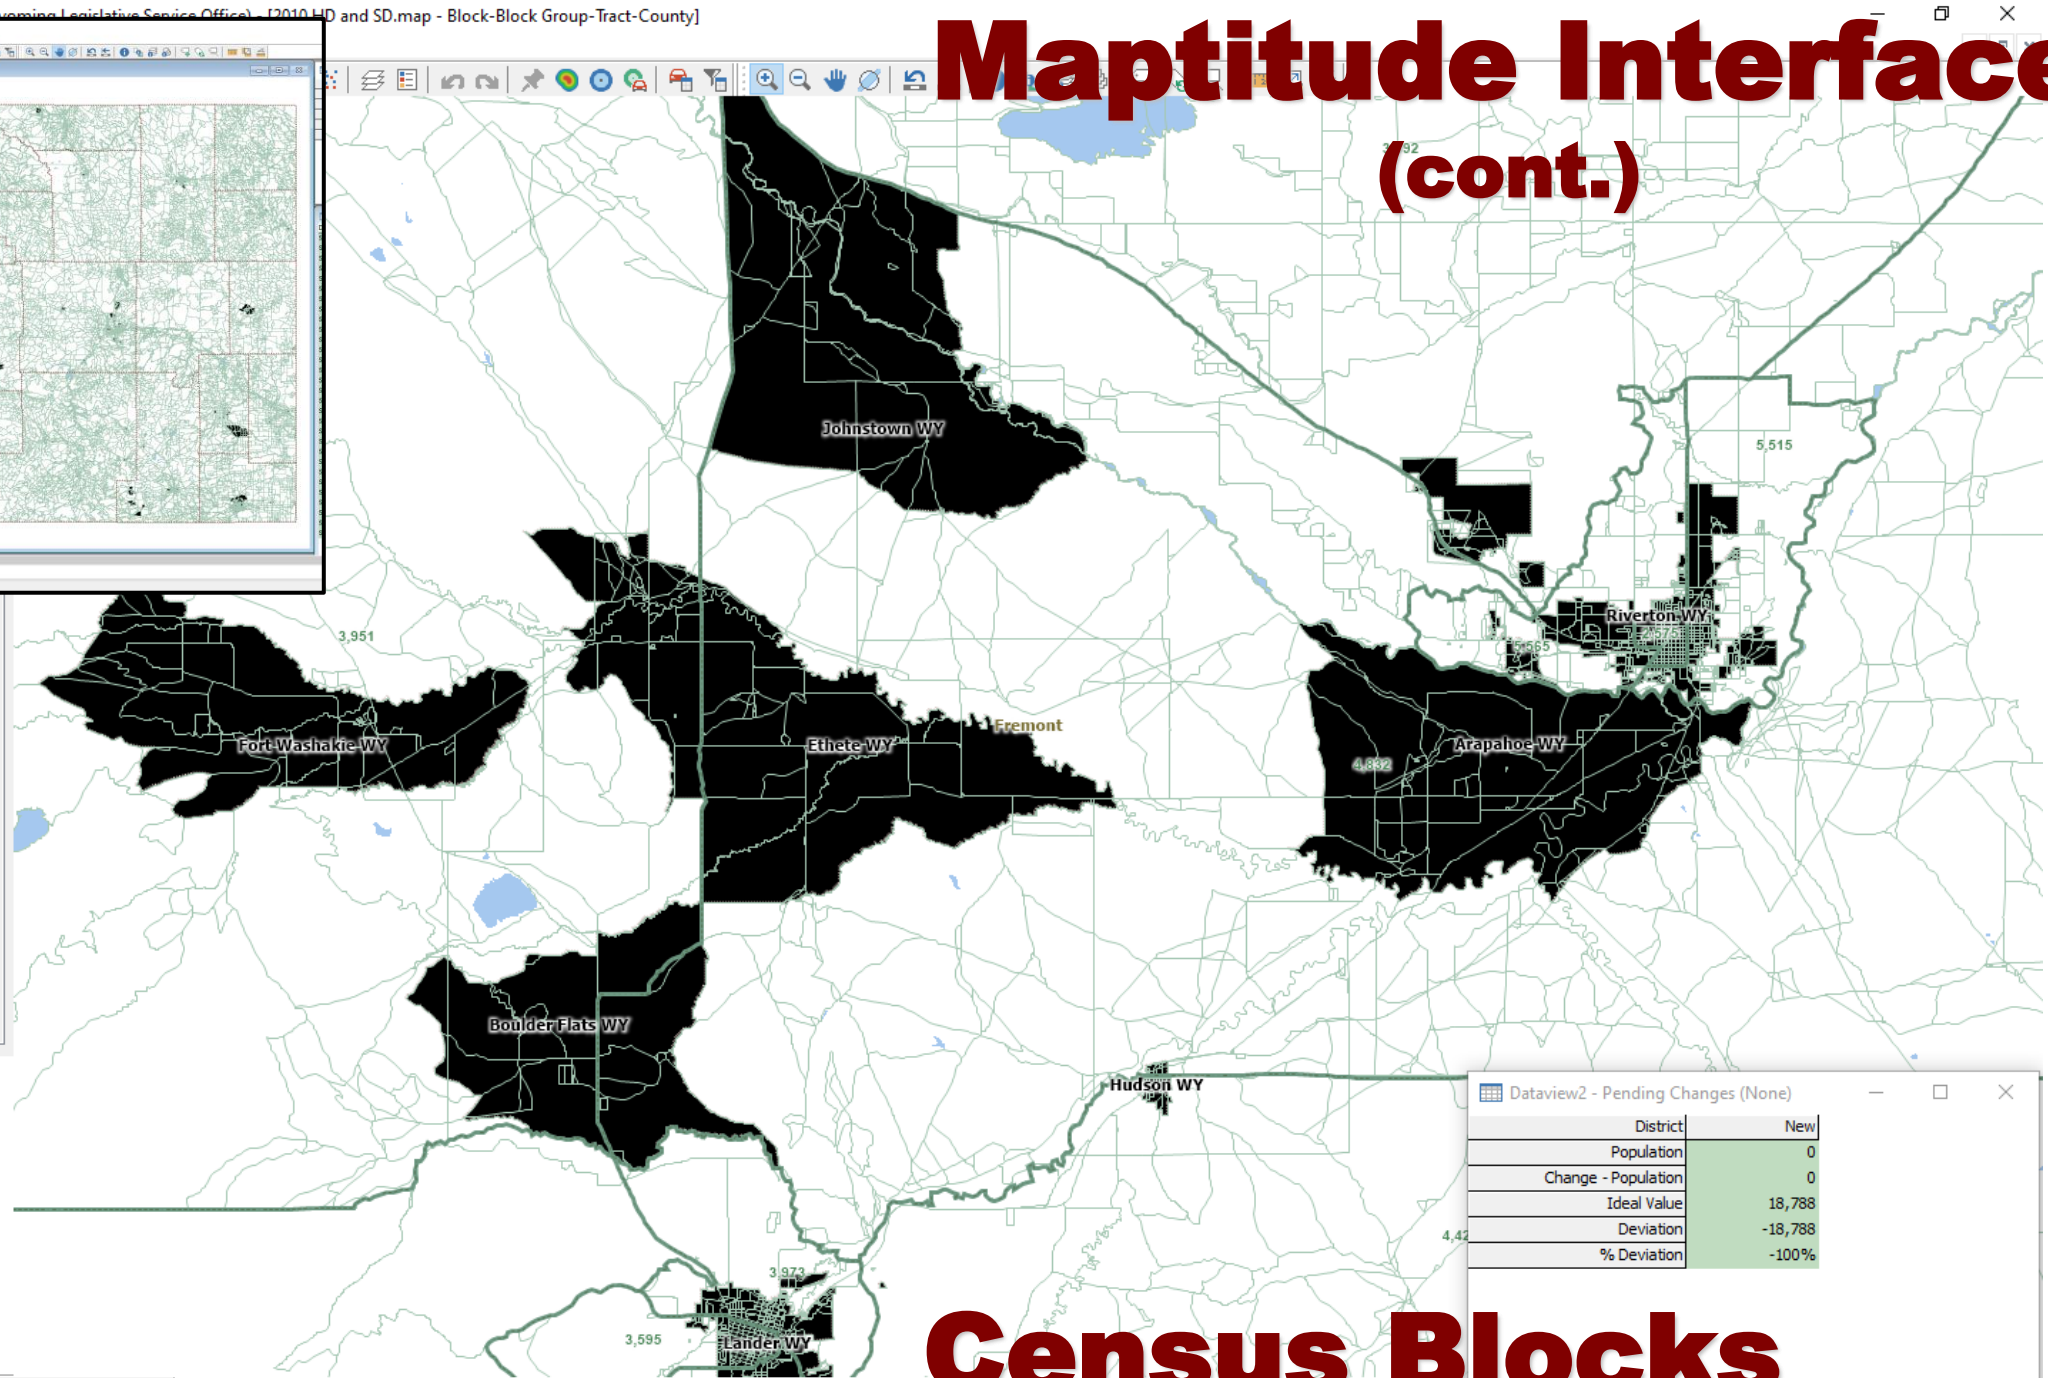 yoming Legislative Service Office) - [2010 HD and SD.map - Block-Block Group-Tract-County]
Maptitude Interface
(cont.)
Johnstown WY
5,515
Riverton WY
3,951
Fremont
Fort Washakie WY
Ethete WY
Arapahoe WY
4,832
Boulder Flats WY
Hudson WY
Dataview2 - Pending Changes (None)
District New
Population 0
Change - Population 0
Ideal Value 18,788
Deviation -18,788
% Deviation -100%
4,42
3,973
3,595
Lander WY
Census Blocks